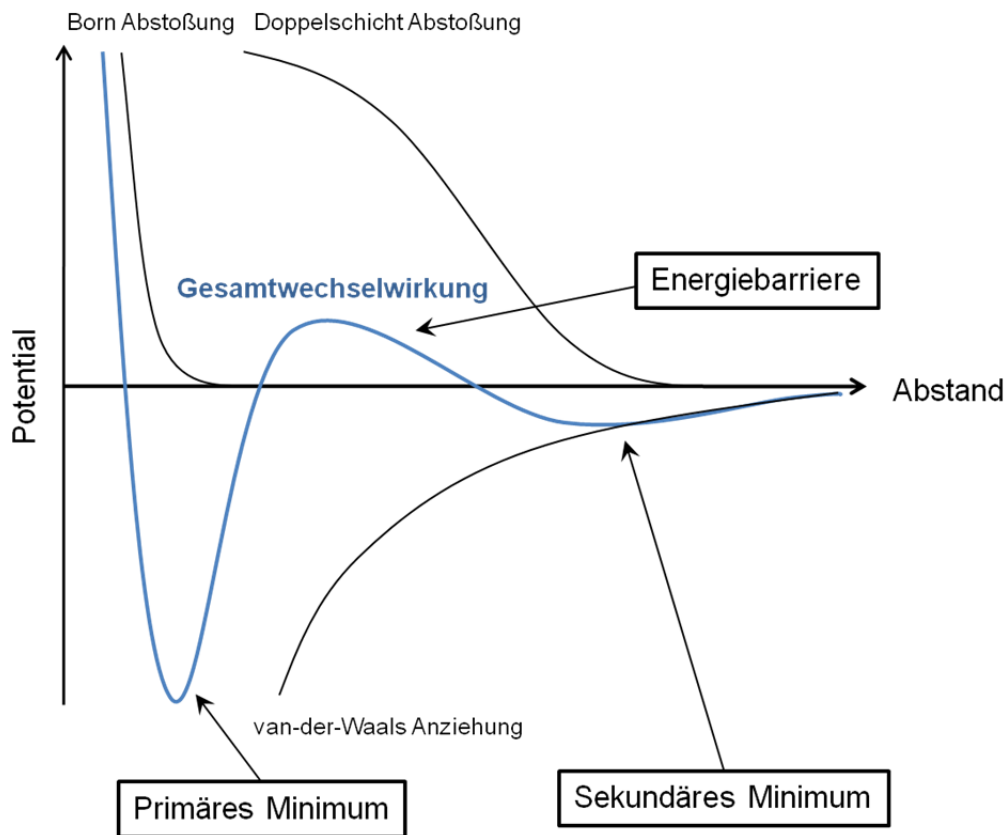 Born Abstoßung
Doppelschicht Abstoßung
Gesamtwechselwirkung
Energiebarriere
Potential
Abstand
van-der-Waals Anziehung
Primäres Minimum
Sekundäres Minimum